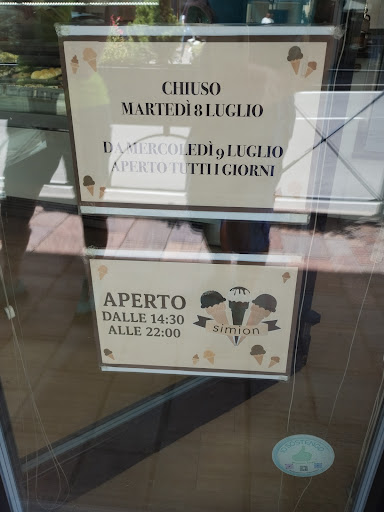 CHIUSO
MARTEDÌ 8 LUGLIO
DA MERCOLEDÌ 9 LUGLIO
APERTO TUTTI I GIORNI
APERTO
DALLE 14:30
ALLE 22:00
simion